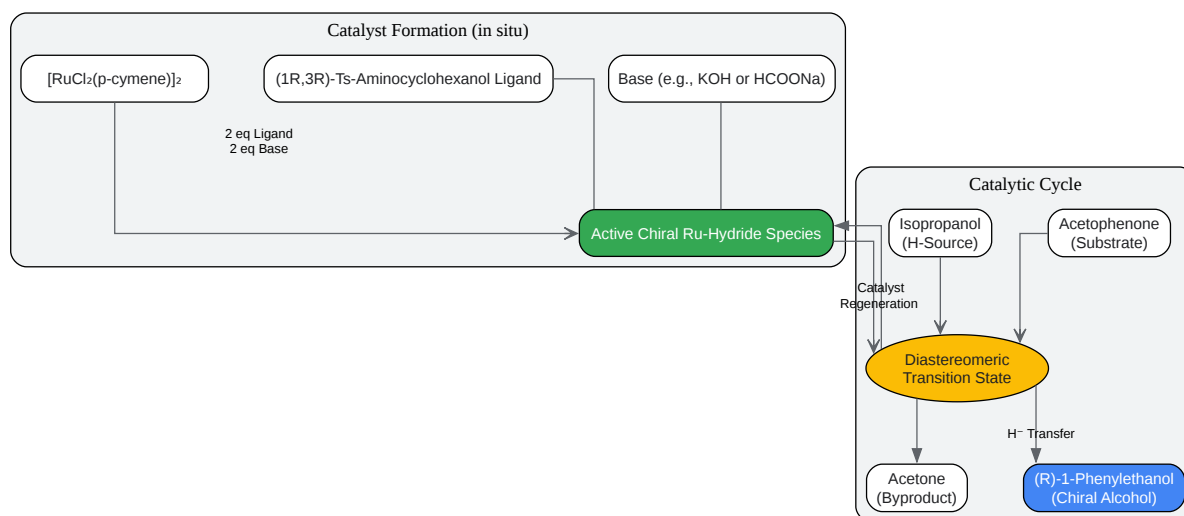 Catalyst Formation (in situ)
[RuCl₂(p-cymene)]₂
(1R,3R)-Ts-Aminocyclohexanol Ligand
Base (e.g., KOH or HCOONa)
2 eq Ligand
2 eq Base
Active Chiral Ru-Hydride Species
Catalytic Cycle
Isopropanol
(H-Source)
Acetophenone
(Substrate)
Catalyst
Regeneration
Diastereomeric
Transition State
H⁻ Transfer
Acetone
(Byproduct)
(R)-1-Phenylethanol
(Chiral Alcohol)